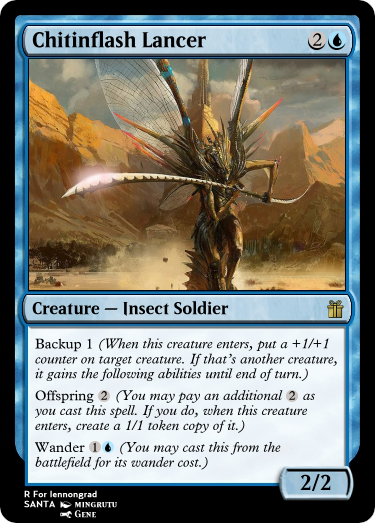 Chitinflash Lancer 2
Creature — Insect Soldier
Backup 1 (When this creature enters, put a +1/+1
counter on target creature. If that's another creature,
it gains the following abilities until end of turn.)
Offspring 2 (You may pay an additional 2 as
you cast this spell. If you do, when this creature
enters, create a 1/1 token copy of it.)
Wander 1 (You may cast this from the
battlefield for its wander cost.)
2/2
R For lennongrad
SANTA MINGRUTU
GENE